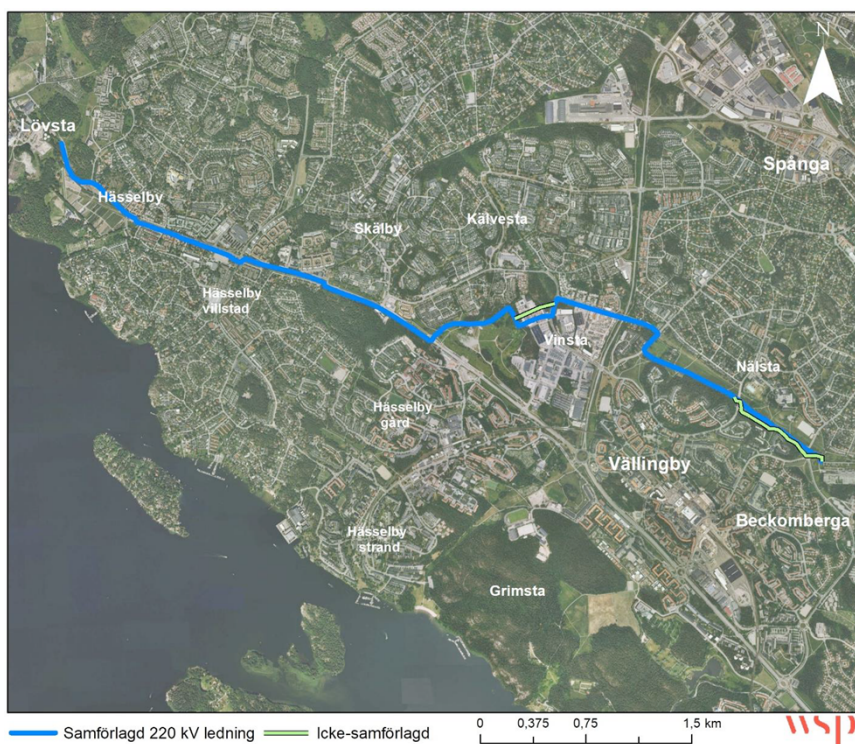 N
Lövsta
Spånga
Hässelby
Kälvesta
Skälby
Hässelby
villstad
Vinsta
Nälsta
Hässelby
gård
Vällingby
Beckomberga
Hässelby
strand
Grimsta
Samförlagd 220 kV ledning
Icke-samförlagd
0
0,375
0,75
1,5 km
wsp